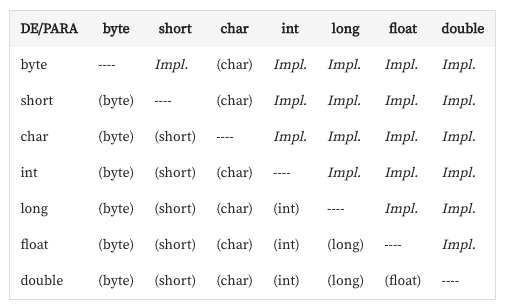 DE/PARA byte short char int long float double
byte ---- Impl. (char) Impl. Impl. Impl. Impl.
short (byte) ---- (char) Impl. Impl. Impl. Impl.
char (byte) (short) ---- Impl. Impl. Impl. Impl.
int (byte) (short) (char) ---- Impl. Impl. Impl.
long (byte) (short) (char) (int) ---- Impl. Impl.
float (byte) (short) (char) (int) (long) ---- Impl.
double (byte) (short) (char) (int) (long) (float) ----